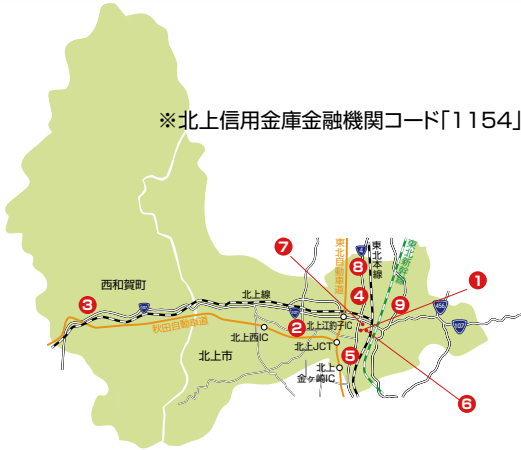 ※北上信用金庫金融機関コード「1154」
7
東北自動車道
4
東北本線
東北新幹線
8
西和賀町
北上線
4
9
1
456
3
107
秋田自動車道
2
北上江釣子IC
107
北上西IC
北上JCT
5
北上市
北上
金ヶ崎IC
6